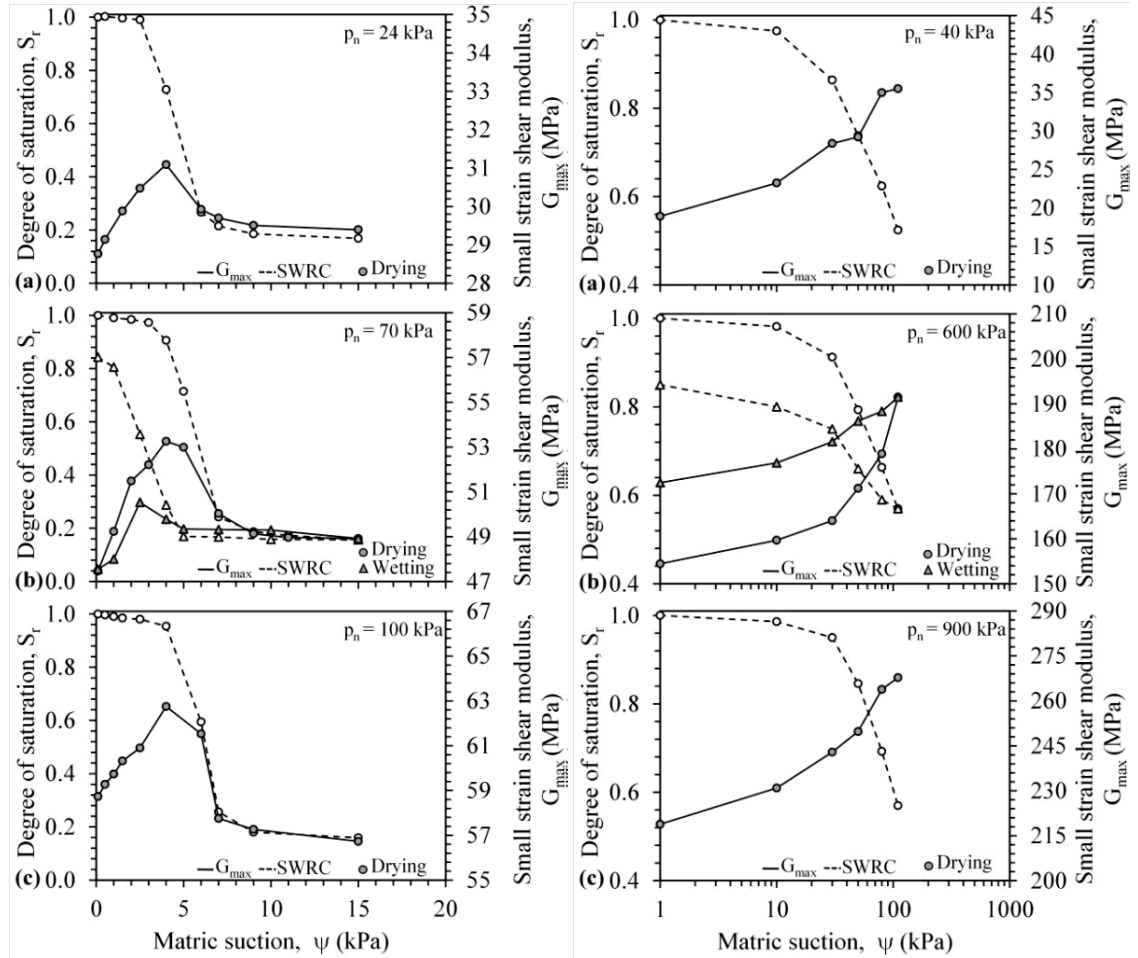 Degree of saturation, Sr
1.0
0.8
0.6
0.4
0.2
0.0
pn = 24 kPa
Gmax
SWRC
Drying
(a)
35
34
33
32
31
30
29
28
Small strain shear modulus,
Gmax (MPa)
Degree of saturation, Sr
1.0
0.8
0.6
0.4
0.2
0.0
pn = 70 kPa
Gmax
SWRC
Drying
Wetting
(b)
59
57
55
53
51
49
47
Small strain shear modulus,
Gmax (MPa)
Degree of saturation, Sr
1.0
0.8
0.6
0.4
0.2
0.0
pn = 100 kPa
Gmax
SWRC
Drying
(c)
67
65
63
61
59
57
55
Small strain shear modulus,
Gmax (MPa)
0 5 10 15 20
Matric suction, ψ (kPa)
Degree of saturation, Sr
1.0
0.8
0.6
0.4
pn = 40 kPa
Gmax
SWRC
Drying
(a)
45
40
35
30
25
20
15
10
Small strain shear modulus,
Gmax (MPa)
Degree of saturation, Sr
1.0
0.8
0.6
0.4
pn = 600 kPa
Gmax
SWRC
Drying
Wetting
(b)
210
200
190
180
170
160
150
Small strain shear modulus,
Gmax (MPa)
Degree of saturation, Sr
1.0
0.8
0.6
0.4
pn = 900 kPa
Gmax
SWRC
Drying
(c)
290
275
260
245
230
215
200
Small strain shear modulus,
Gmax (MPa)
1 10 100 1000
Matric suction, ψ (kPa)